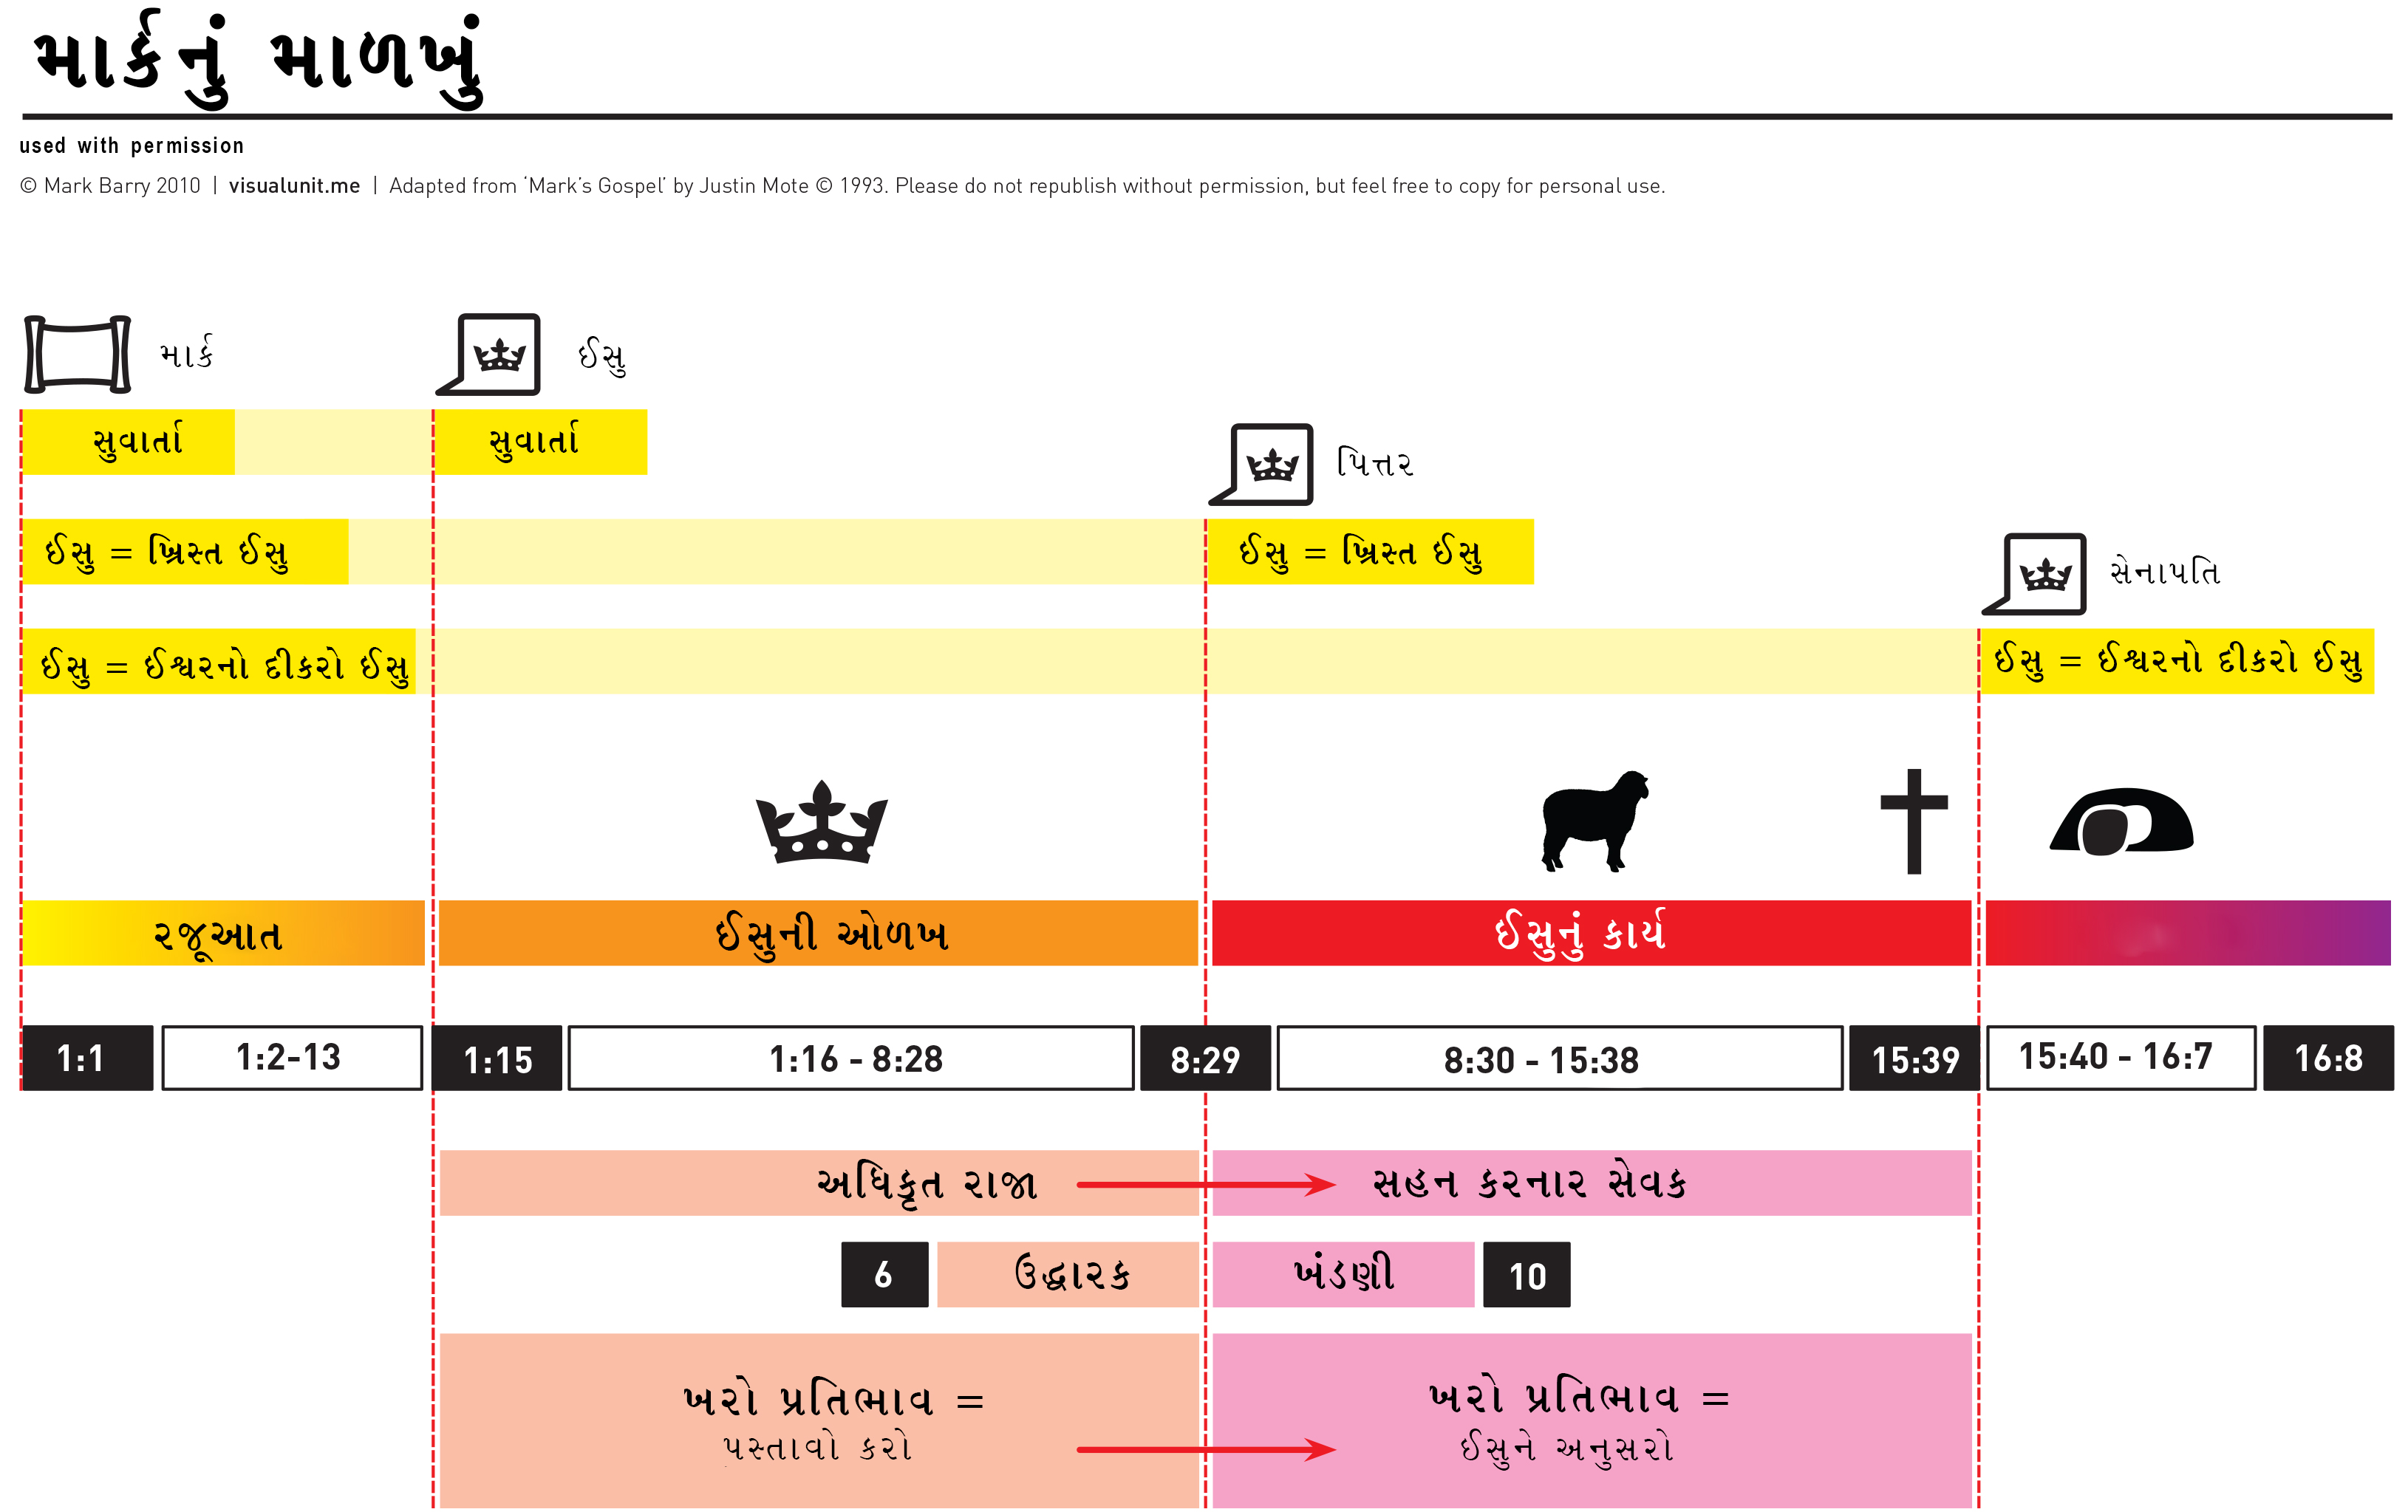 માર્કનું માળખું
used with permission
© Mark Barry 2010 | visualunit.me | Adapted from ‘Mark’s Gospel’ by Justin Mote © 1993. Please do not republish without permission, but feel free to copy for personal use.
માર્ક
ઈસુ
સુવાર્તા
સુવાર્તા
પિત્તર
ઈસુ = ખ્રિસ્ત ઈસુ
ઈસુ = ખ્રિસ્ત ઈસુ
સેનાપતિ
ઈસુ = ઈશ્વરનો દીકરો ઈસુ
ઈસુ = ઈશ્વરનો દીકરો ઈસુ
રજૂઆત
ઈસુની ઓળખ
ઈસુનું કાર્ય
1:1
1:2-13
1:15
1:16 - 8:28
8:29
8:30 - 15:38
15:39
15:40 - 16:7
16:8
અધિકૃત રાજા
સહન કરનાર સેવક
6
ઉદ્ધારક
ખંડણી
10
ખરો પ્રતિભાવ =
પસ્તાવો કરો
ખરો પ્રતિભાવ =
ઈસુને અનુસરો